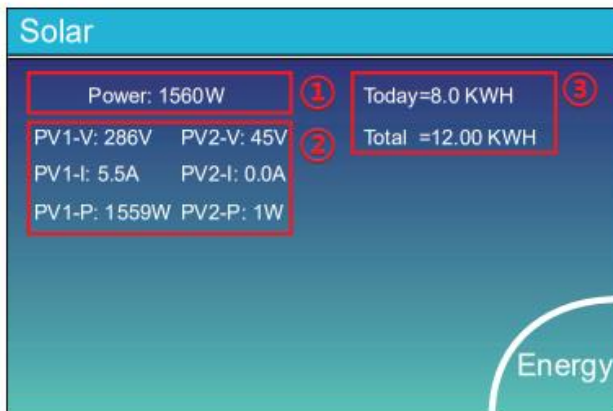 Solar
Power: 1560W ①
PV1-V: 286V PV2-V: 45V ②
PV1-I: 5.5A PV2-I: 0.0A
PV1-P: 1559W PV2-P: 1W
Today=8.0 KWH ③
Total =12.00 KWH
Energy